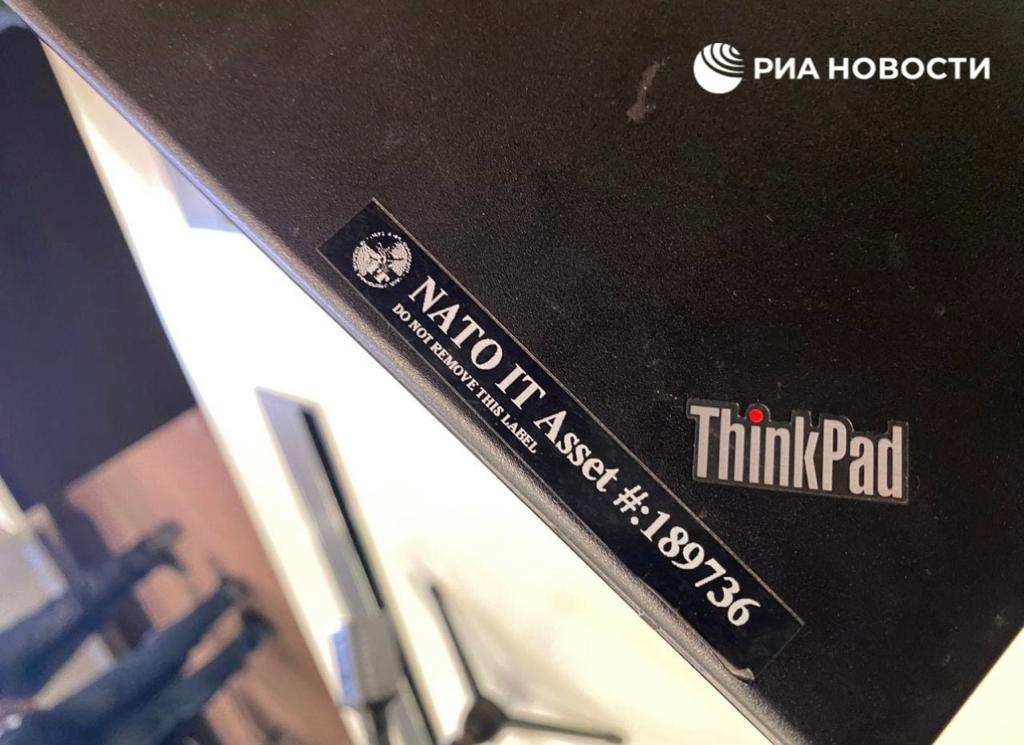 РИА НОВОСТИ
NATO IT Asset #:189736
DO NOT REMOVE THIS LABEL
ThinkPad